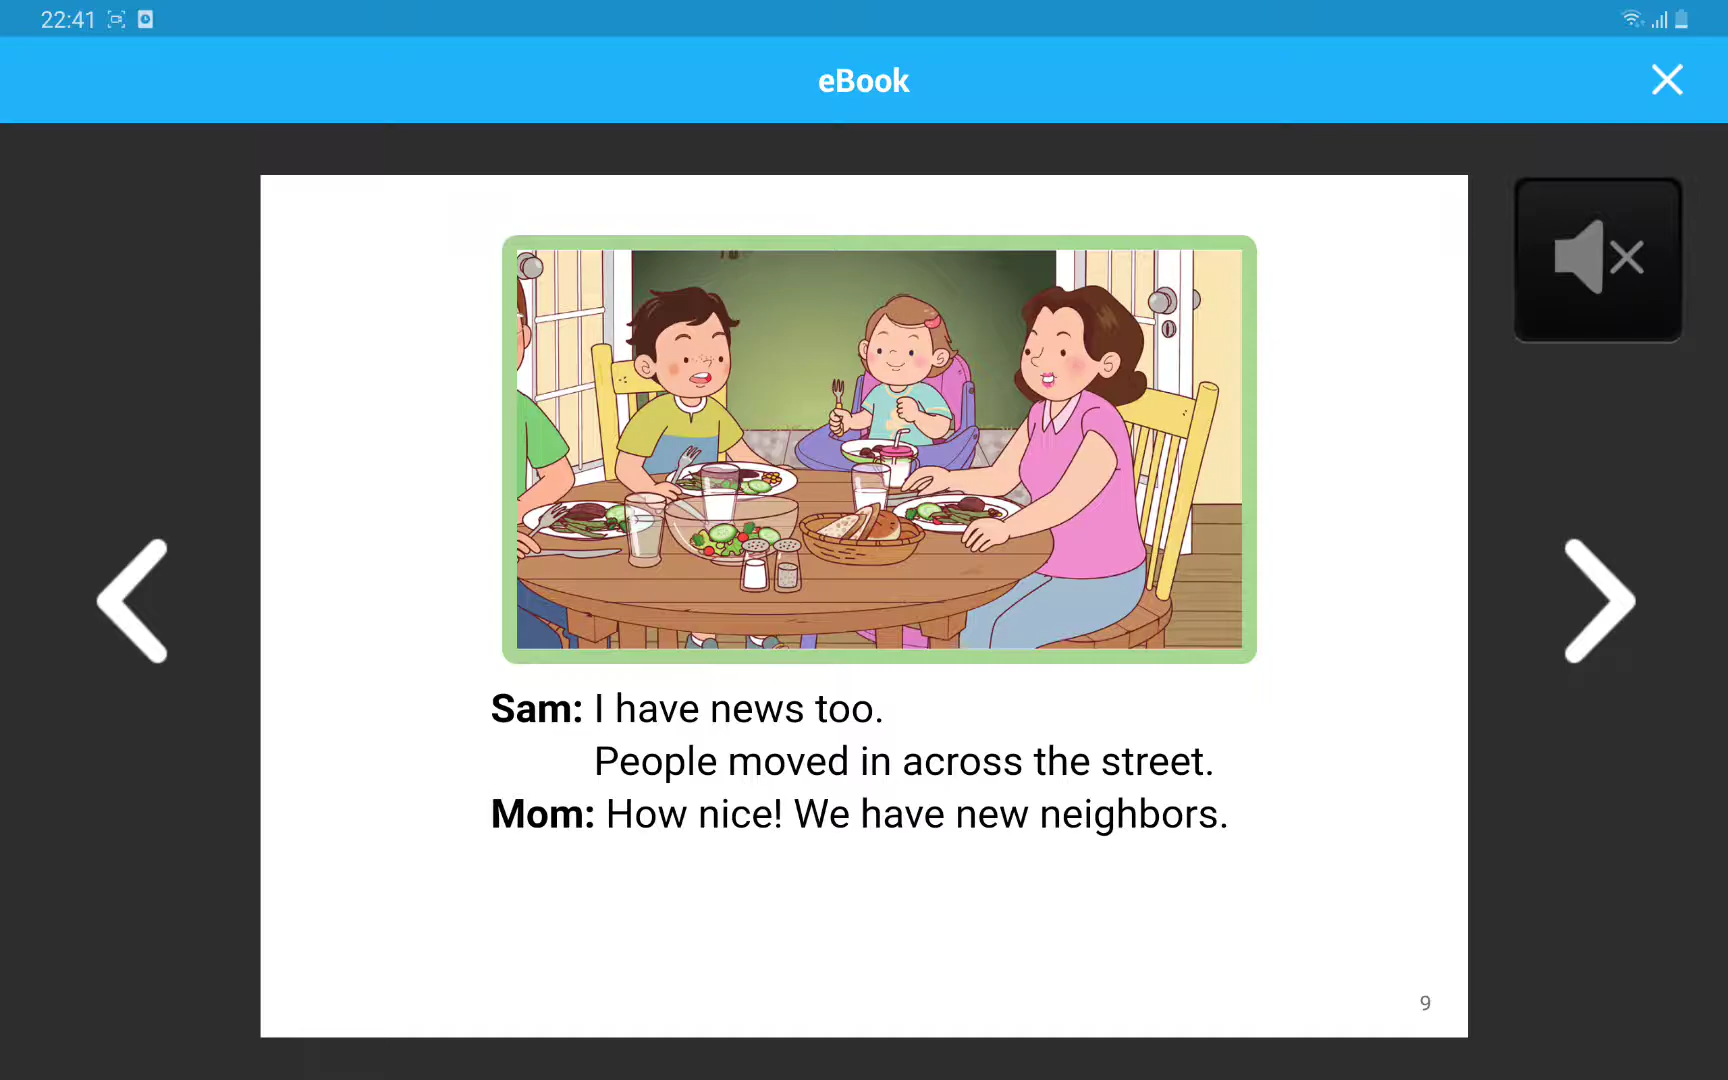 22:41
eBook
Sam: I have news too.
People moved in across the street.
Mom: How nice! We have new neighbors.
9